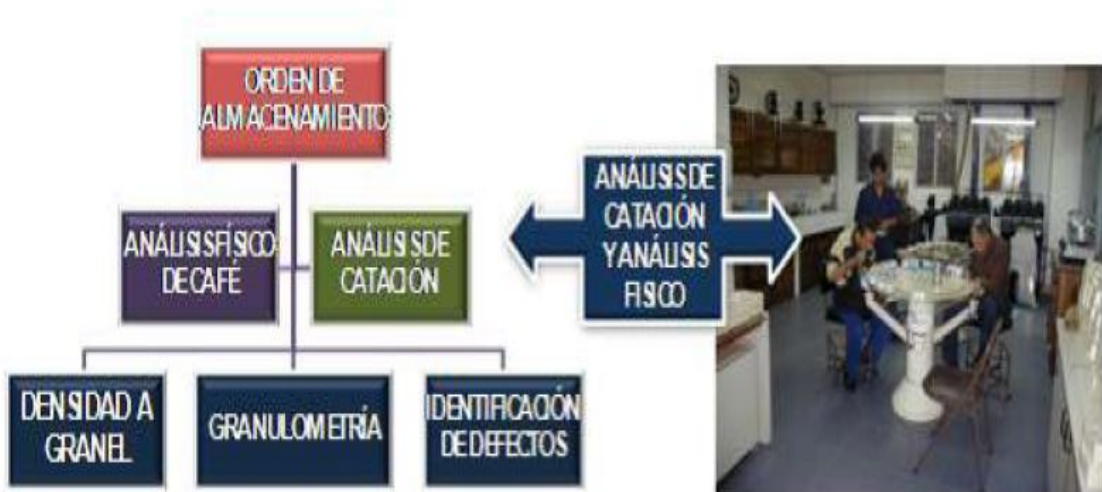 ORDEN DE
ALMACENAMIENTO
ANÁLISIS FÍSICO
DE CAFÉ
ANÁLISIS DE
CATACIÓN
DENSIDAD A
GRANEL
GRANULOMETRÍA
IDENTIFICACIÓN
DE DEFECTOS
ANÁLISIS DE
CATACIÓN
Y ANÁLISIS
FISICO